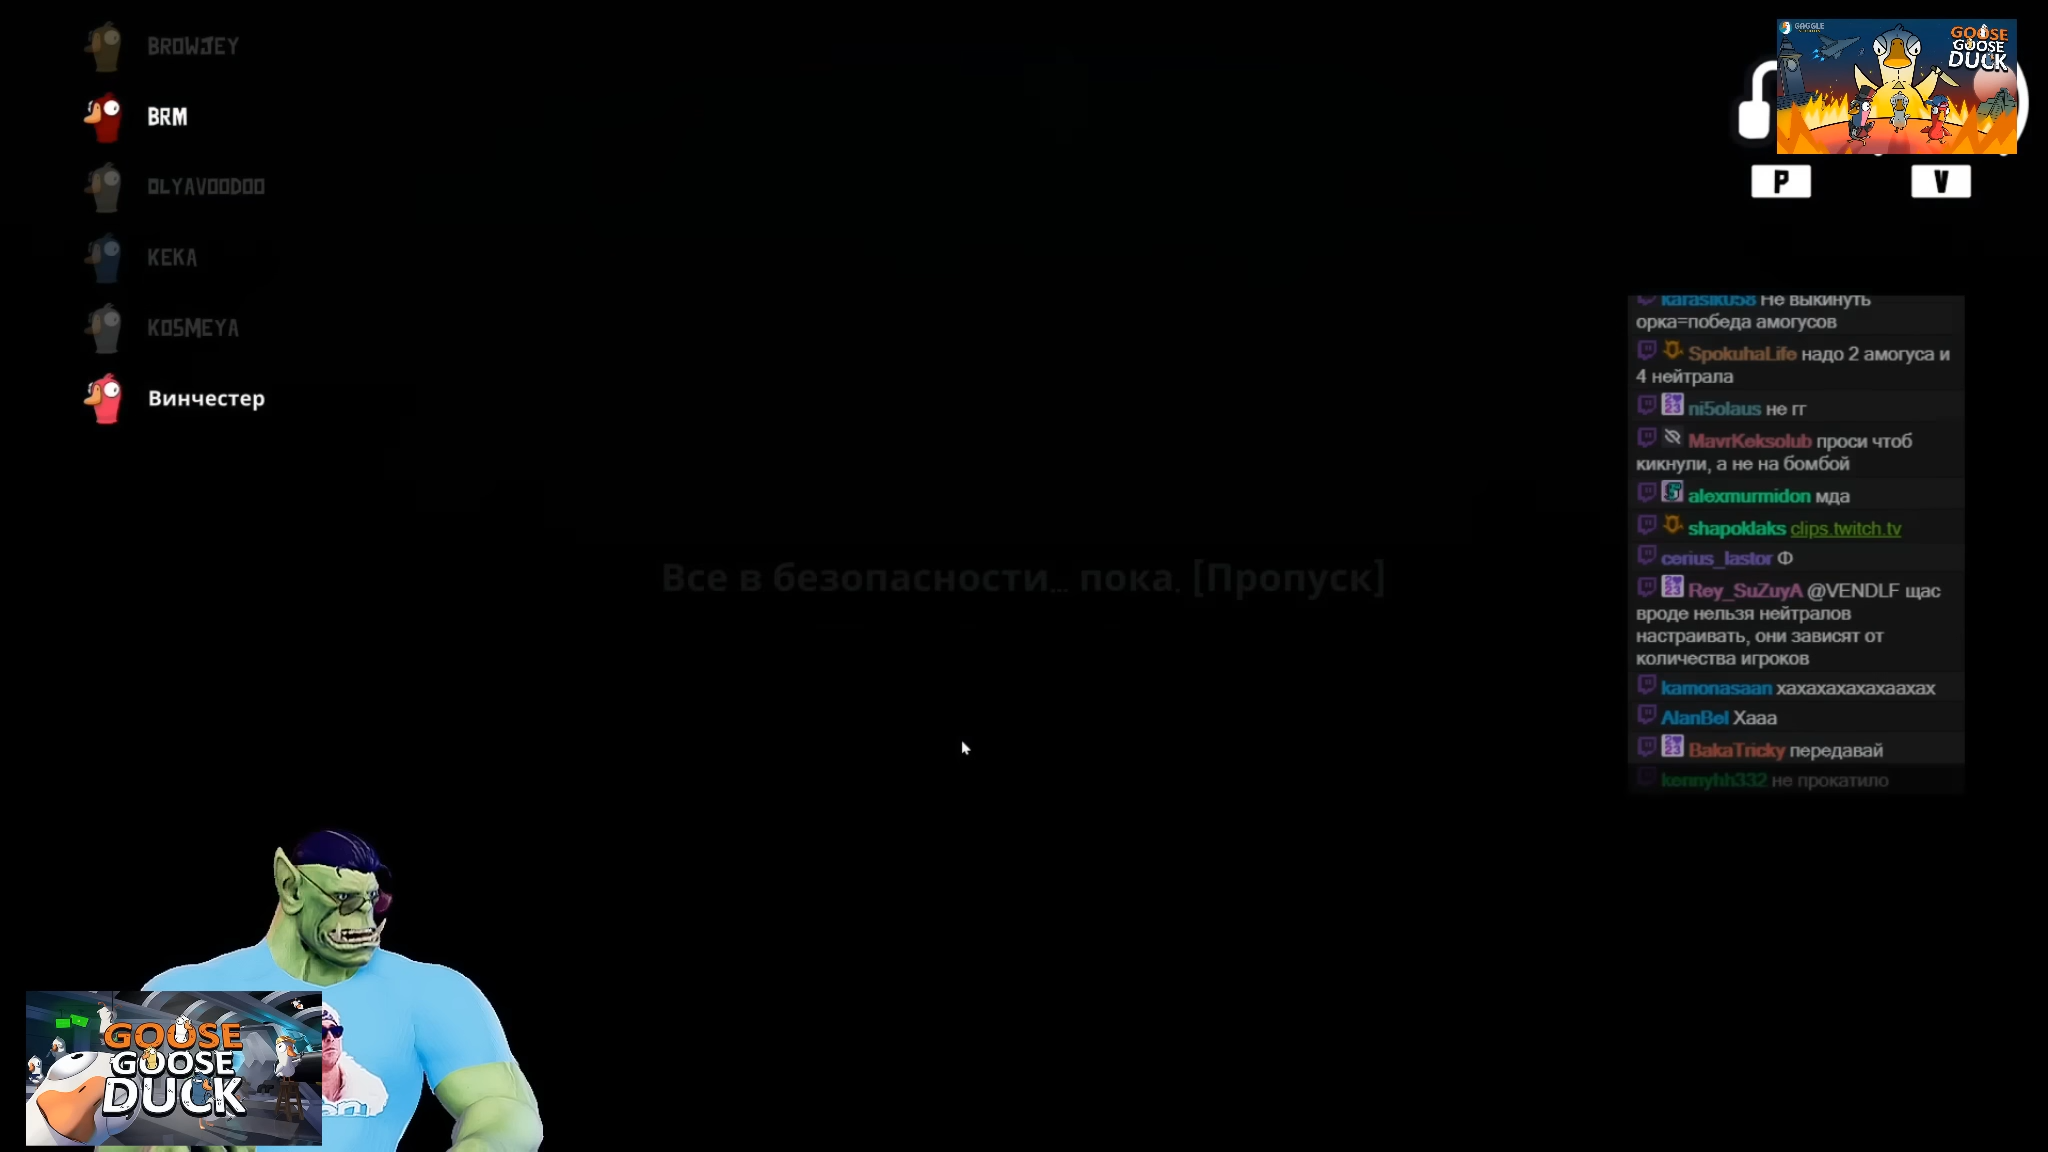 BROWJEY
BRM
OLYAVOODOO
KEKA
KOSMEYA
Винчестер
GAGGLE
GOOSE
GOOSE
DUCK
P
V
karasiku58 Не выкинуть
орка=победа амогусов
SpokuhaLife надо 2 амогуса и
4 нейтрала
ni5olaus не гг
MavrKeksolub проси чтоб
кикнули, а не на бомбой
alexmurmidon мда
shapoklaks clips.twitch.tv
cerius_lastor Ф
Rey_SuZuyA @VENDLF щас
вроде нельзя нейтралов
настраивать, они зависят от
количества игроков
kamonasaan хахахахахахаахах
AlanBel Хааа
BakaTricky передавай
kennyhh332 не прокатило
Все в безопасности... пока. [Пропуск]
GOOSE
GOOSE
DUCK